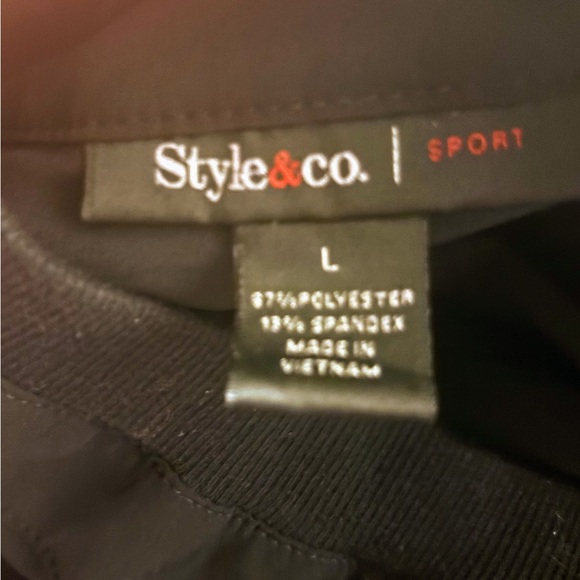 Style&co. | SPORT
L
87% POLYESTER
13% SPANDEX
MADE IN
VIETNAM